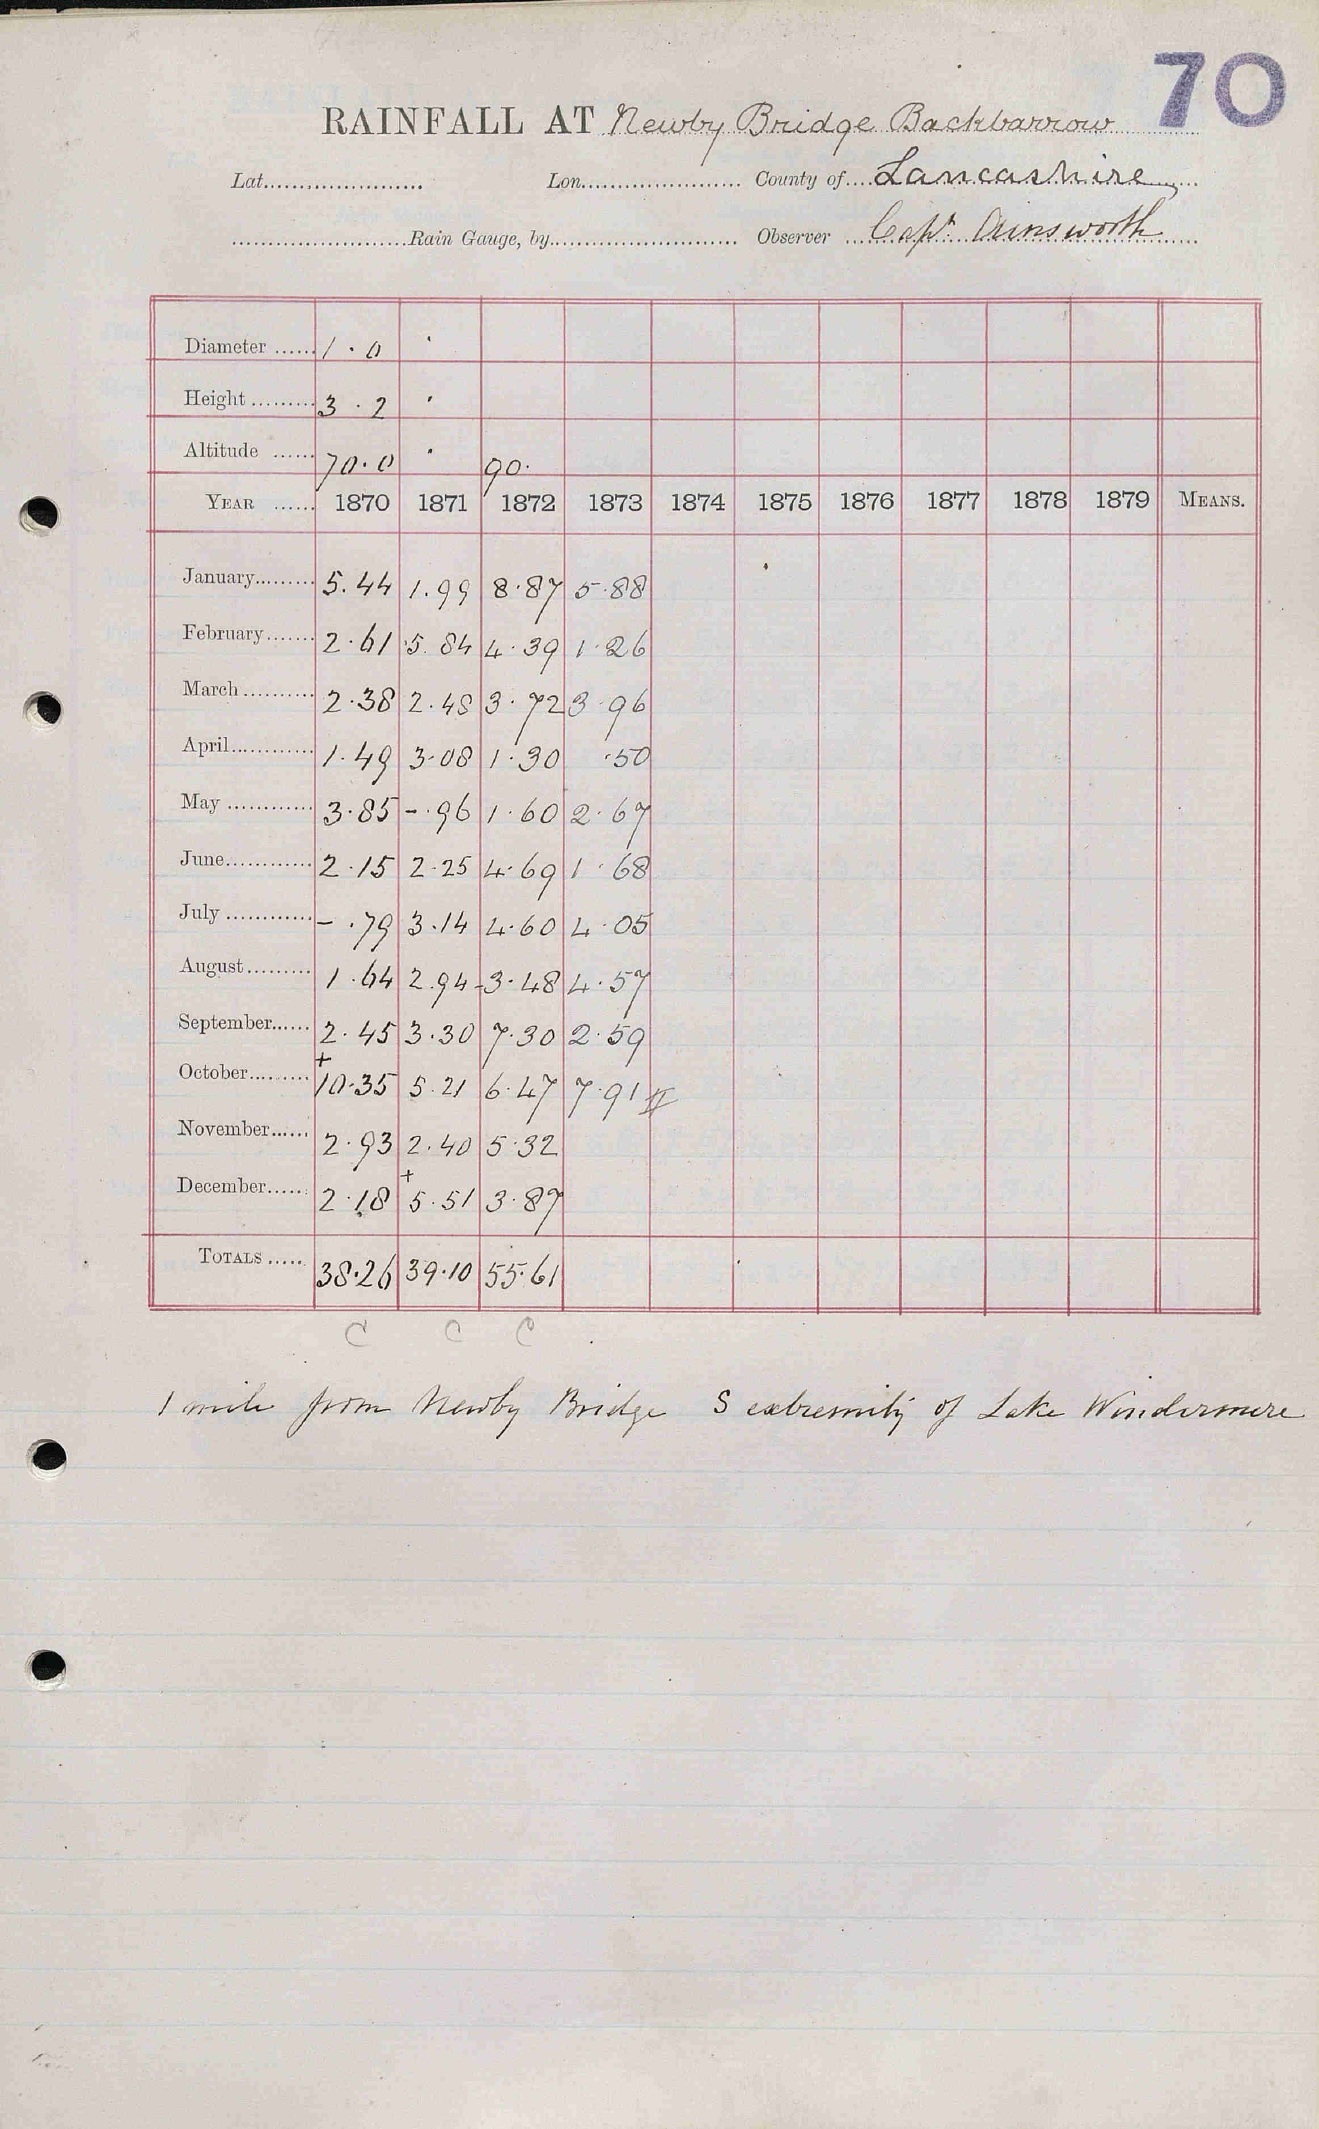 70
RAINFALL AT Newby Bridge Backbarrow
Lat...................... Lon...................... County of....Lancashire
........................Rain Gauge, by.......................... Observer ...Capt. Ainsworth
Diameter ...... 1.0 '
Height ......... 3.2 '
Altitude ...... 70.0 ' 90.
YEAR ...... 1870 1871 1872 1873 1874 1875 1876 1877 1878 1879 MEANS.
January......... 5.44 1.99 8.87 5.88
February....... 2.61 5.84 4.39 1.26
March.......... 2.38 2.48 3.72 3.96
April............ 1.49 3.08 1.30 .50
May ............ 3.85 -.96 1.60 2.67
June............ 2.15 2.25 4.69 1.68
July ............ -.79 3.14 4.60 4.05
August......... 1.64 2.94 3.48 4.57
September...... 2.45 3.30 7.30 2.59
October......... +10.35 5.21 6.47 7.91 II
November...... 2.93 2.40 5.32
December...... 2.18 +5.51 3.87
TOTALS ..... 38.26 39.10 55.61
C C C
1 mile from Newby Bridge S extremity of Lake Windermere